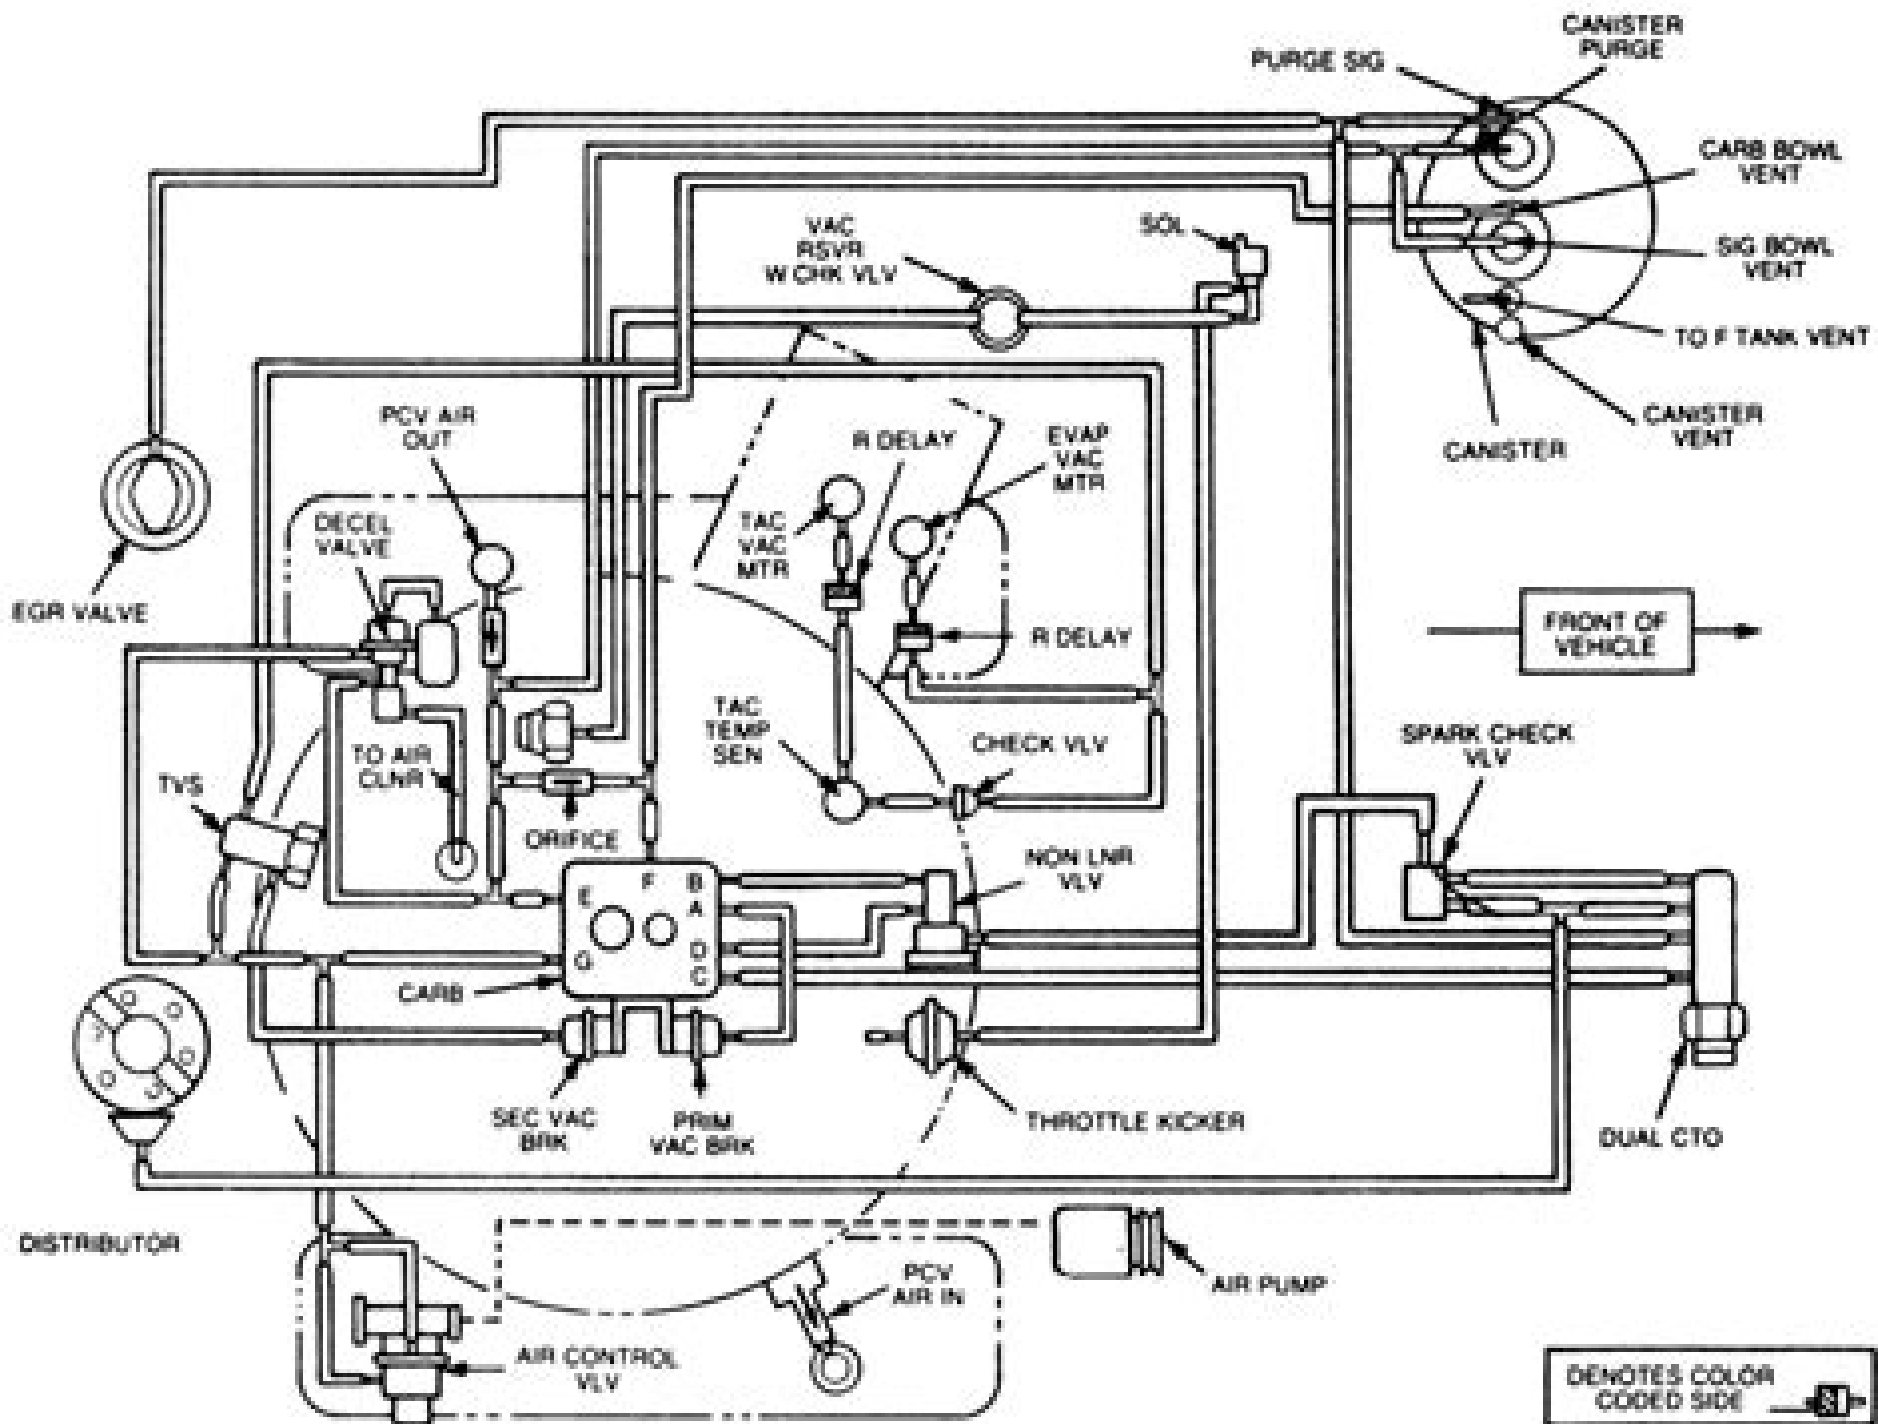 CANISTER
PURGE
PURGE SIG
CARB BOWL
VENT
SOL
VAC
RSVR
W CHK VLV
SIG BOWL
VENT
TO F TANK VENT
CANISTER
VENT
CANISTER
PCV AIR
OUT
R DELAY
EVAP
VAC
MTR
DECEL
VALVE
TAC
VAC
MTR
EGR VALVE
R DELAY
FRONT OF
VEHICLE
TAC
TEMP
SEN
CHECK VLV
SPARK CHECK
VLV
TO AIR
CLNR
TVS
ORIFICE
NON LNR
VLV
E
F
B
A
D
C
G
CARB
SEC VAC
BRK
PRIM
VAC BRK
THROTTLE KICKER
DUAL CTO
DISTRIBUTOR
PCV
AIR IN
AIR PUMP
AIR CONTROL
VLV
DENOTES COLOR
CODED SIDE